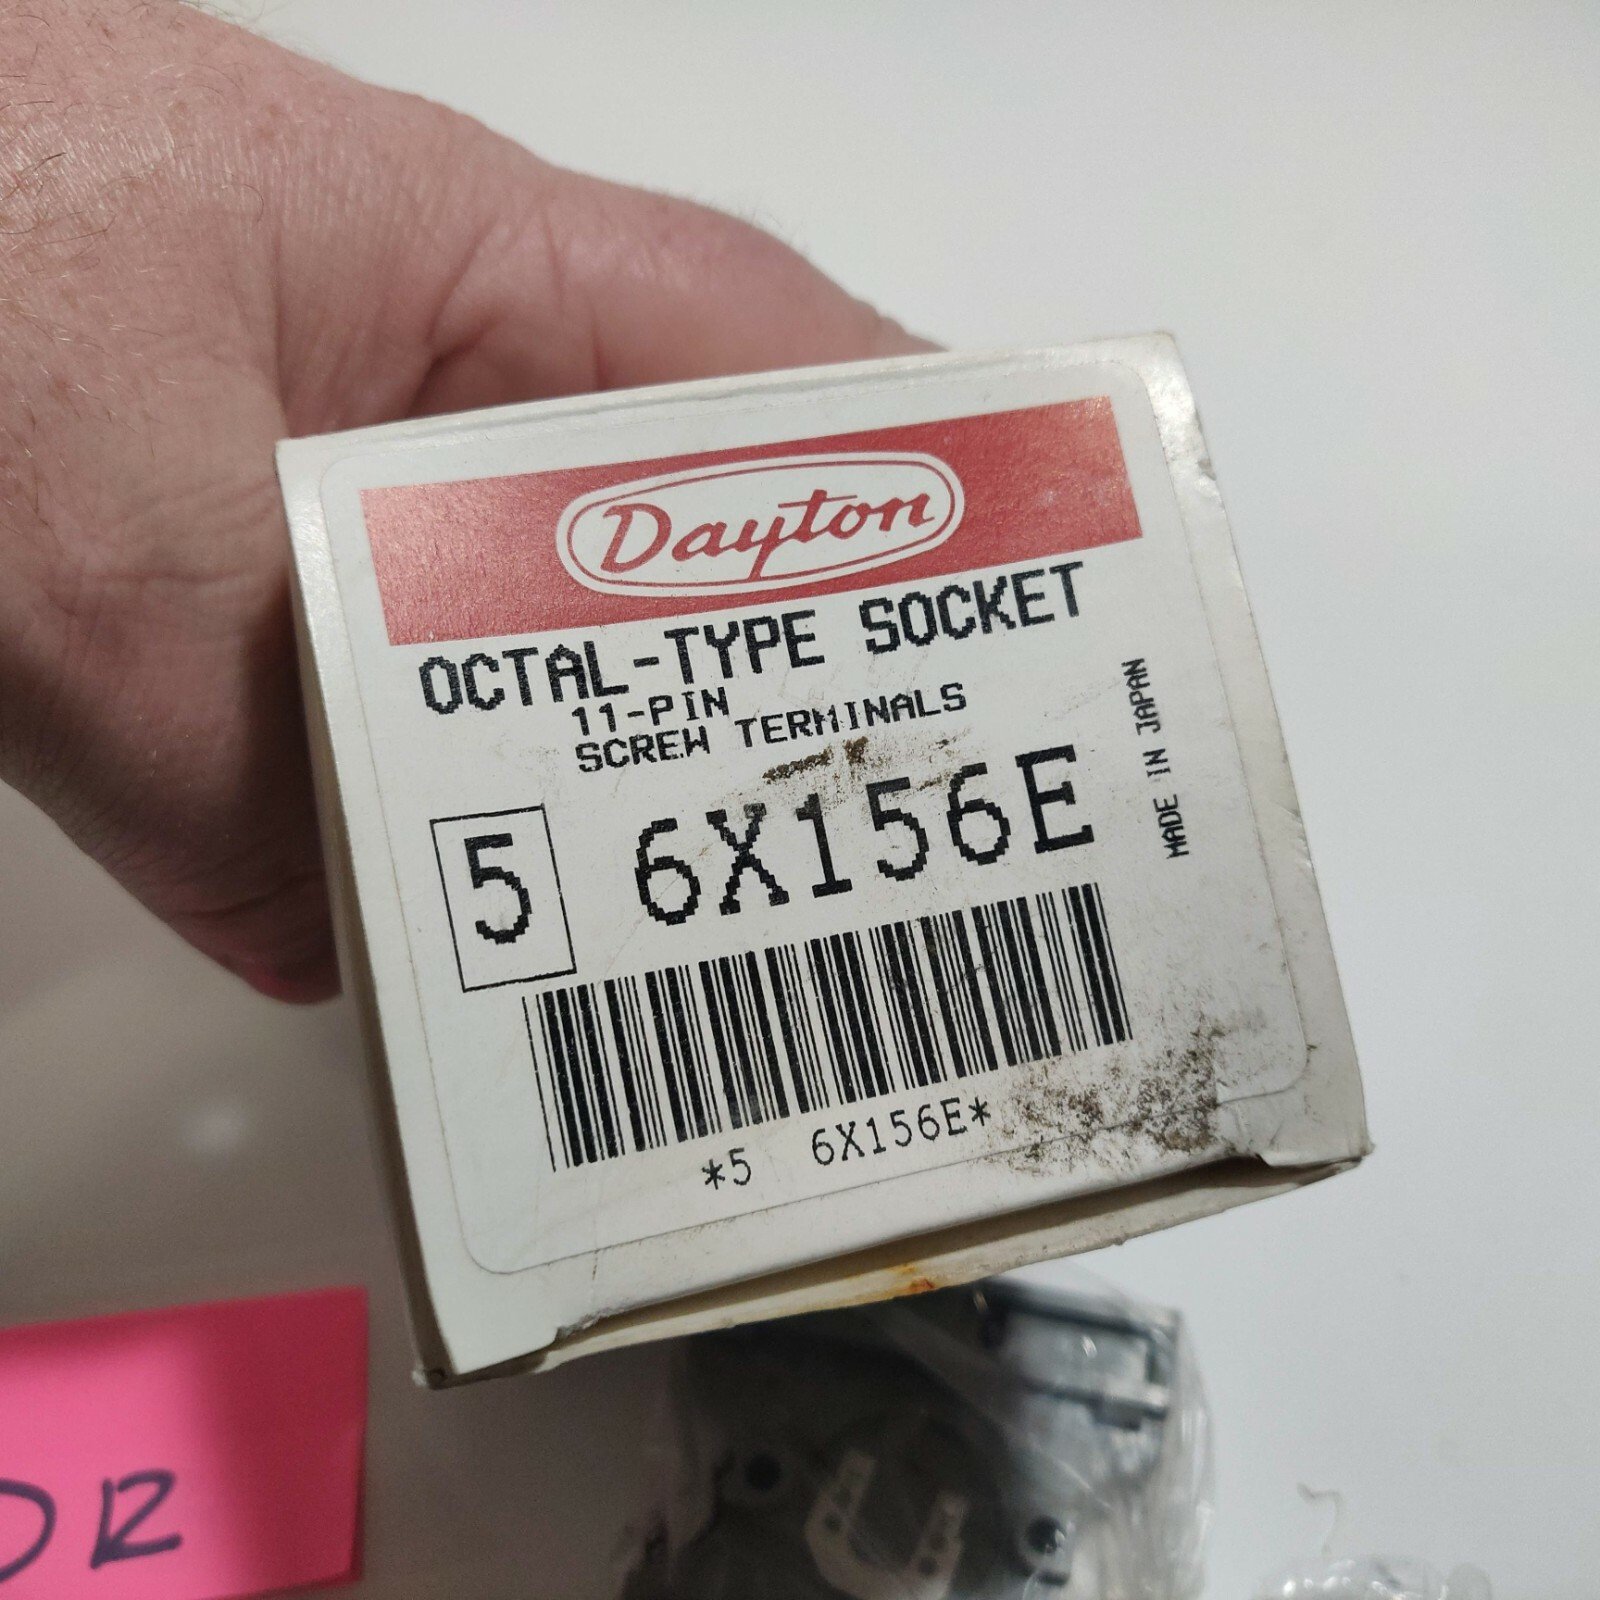 Dayton
OCTAL-TYPE SOCKET
11-PIN
SCREW TERMINALS
5 6X156E
MADE IN JAPAN
*5 6X156E*